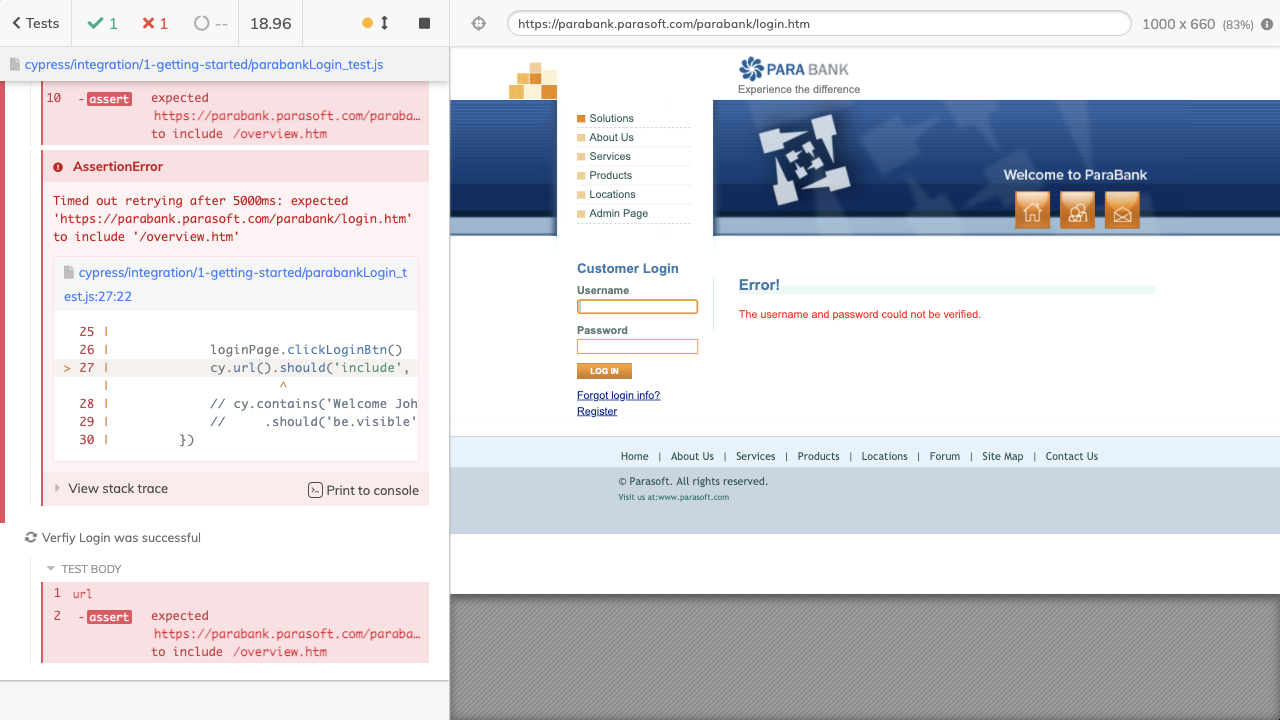 Tests
1
1
--
18.96
https://parabank.parasoft.com/parabank/login.htm
1000 x 660 (83%)
cypress/integration/1-getting-started/parabankLogin_test.js
10 -assert expected
https://parabank.parasoft.com/paraba…
to include /overview.htm
AssertionError
Timed out retrying after 5000ms: expected
'https://parabank.parasoft.com/parabank/login.htm'
to include '/overview.htm'
cypress/integration/1-getting-started/parabankLogin_t
est.js:27:22
25 |
26 | loginPage.clickLoginBtn()
> 27 | cy.url().should('include',
| ^
28 | // cy.contains('Welcome Joh
29 | // .should('be.visible'
30 | })
View stack trace
Print to console
Verfiy Login was successful
TEST BODY
1 url
2 -assert expected
https://parabank.parasoft.com/paraba…
to include /overview.htm
PARA BANK
Experience the difference
Solutions
About Us
Services
Products
Locations
Admin Page
Welcome to ParaBank
Customer Login
Username
Password
LOG IN
Forgot login info?
Register
Error!
The username and password could not be verified.
Home | About Us | Services | Products | Locations | Forum | Site Map | Contact Us
© Parasoft. All rights reserved.
Visit us at:www.parasoft.com